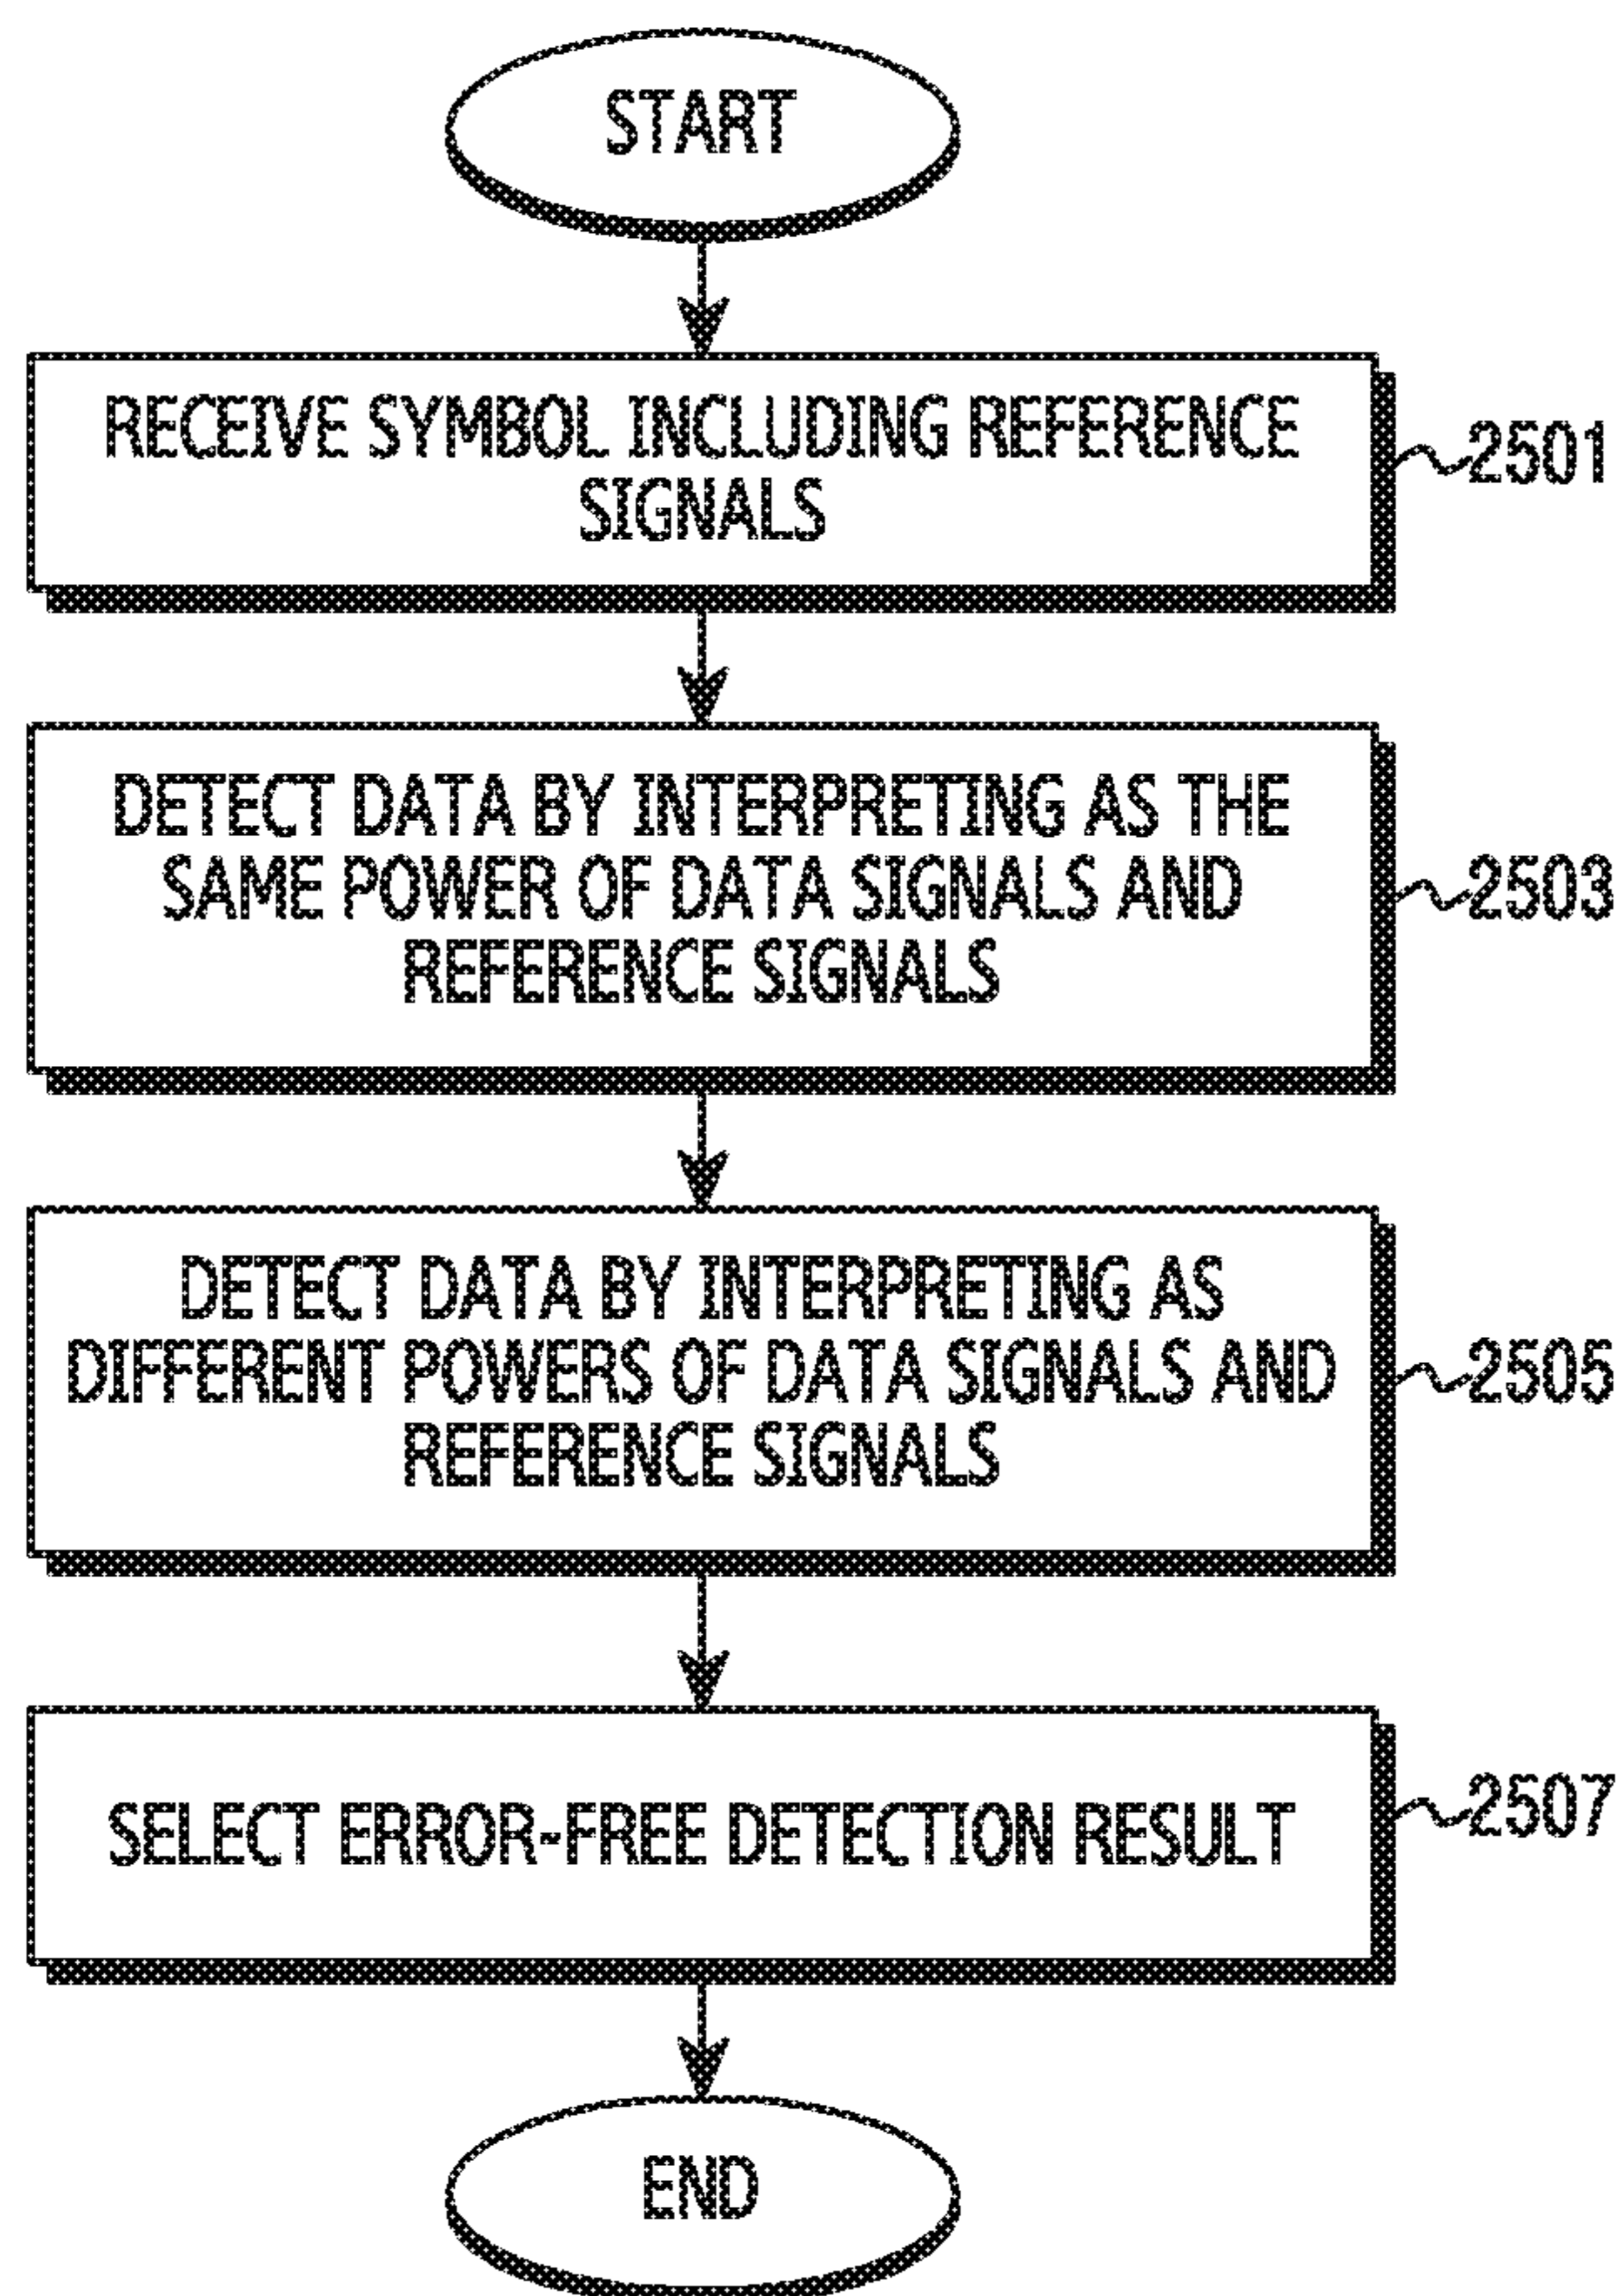 START
RECEIVE SYMBOL INCLUDING REFERENCE
SIGNALS
2501
DETECT DATA BY INTERPRETING AS THE
SAME POWER OF DATA SIGNALS AND
REFERENCE SIGNALS
2503
DETECT DATA BY INTERPRETING AS
DIFFERENT POWERS OF DATA SIGNALS AND
REFERENCE SIGNALS
2505
SELECT ERROR-FREE DETECTION RESULT
2507
END